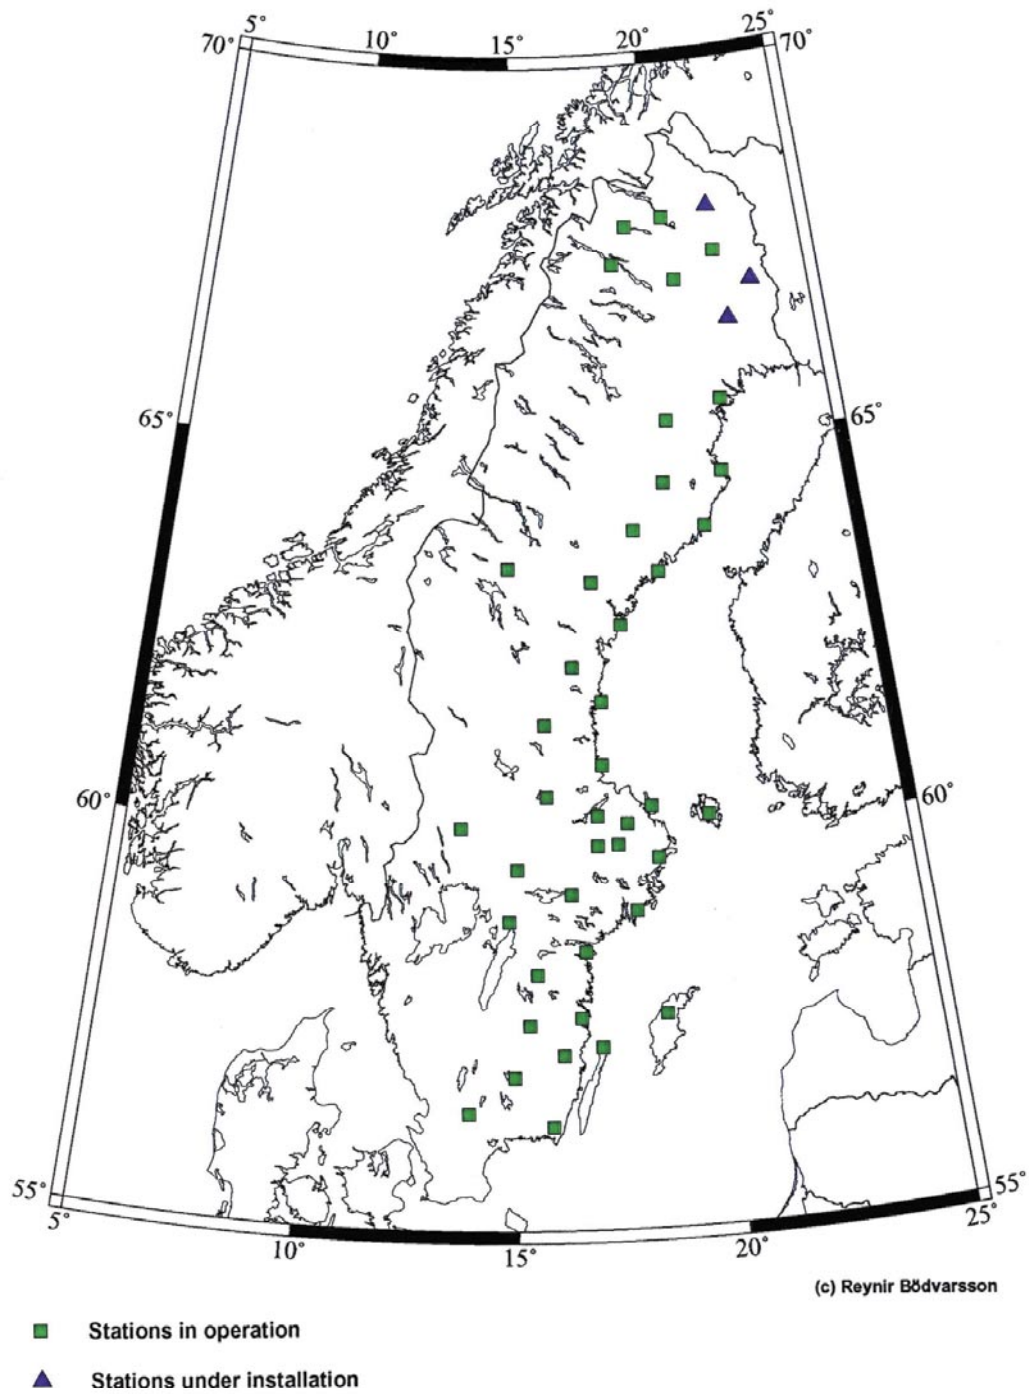 5° 10° 15° 20° 25°
70° 70°
65° 65°
60° 60°
55° 55°
5° 10° 15° 20° 25°
(c) Reynir Bödvarsson
Stations in operation
Stations under installation